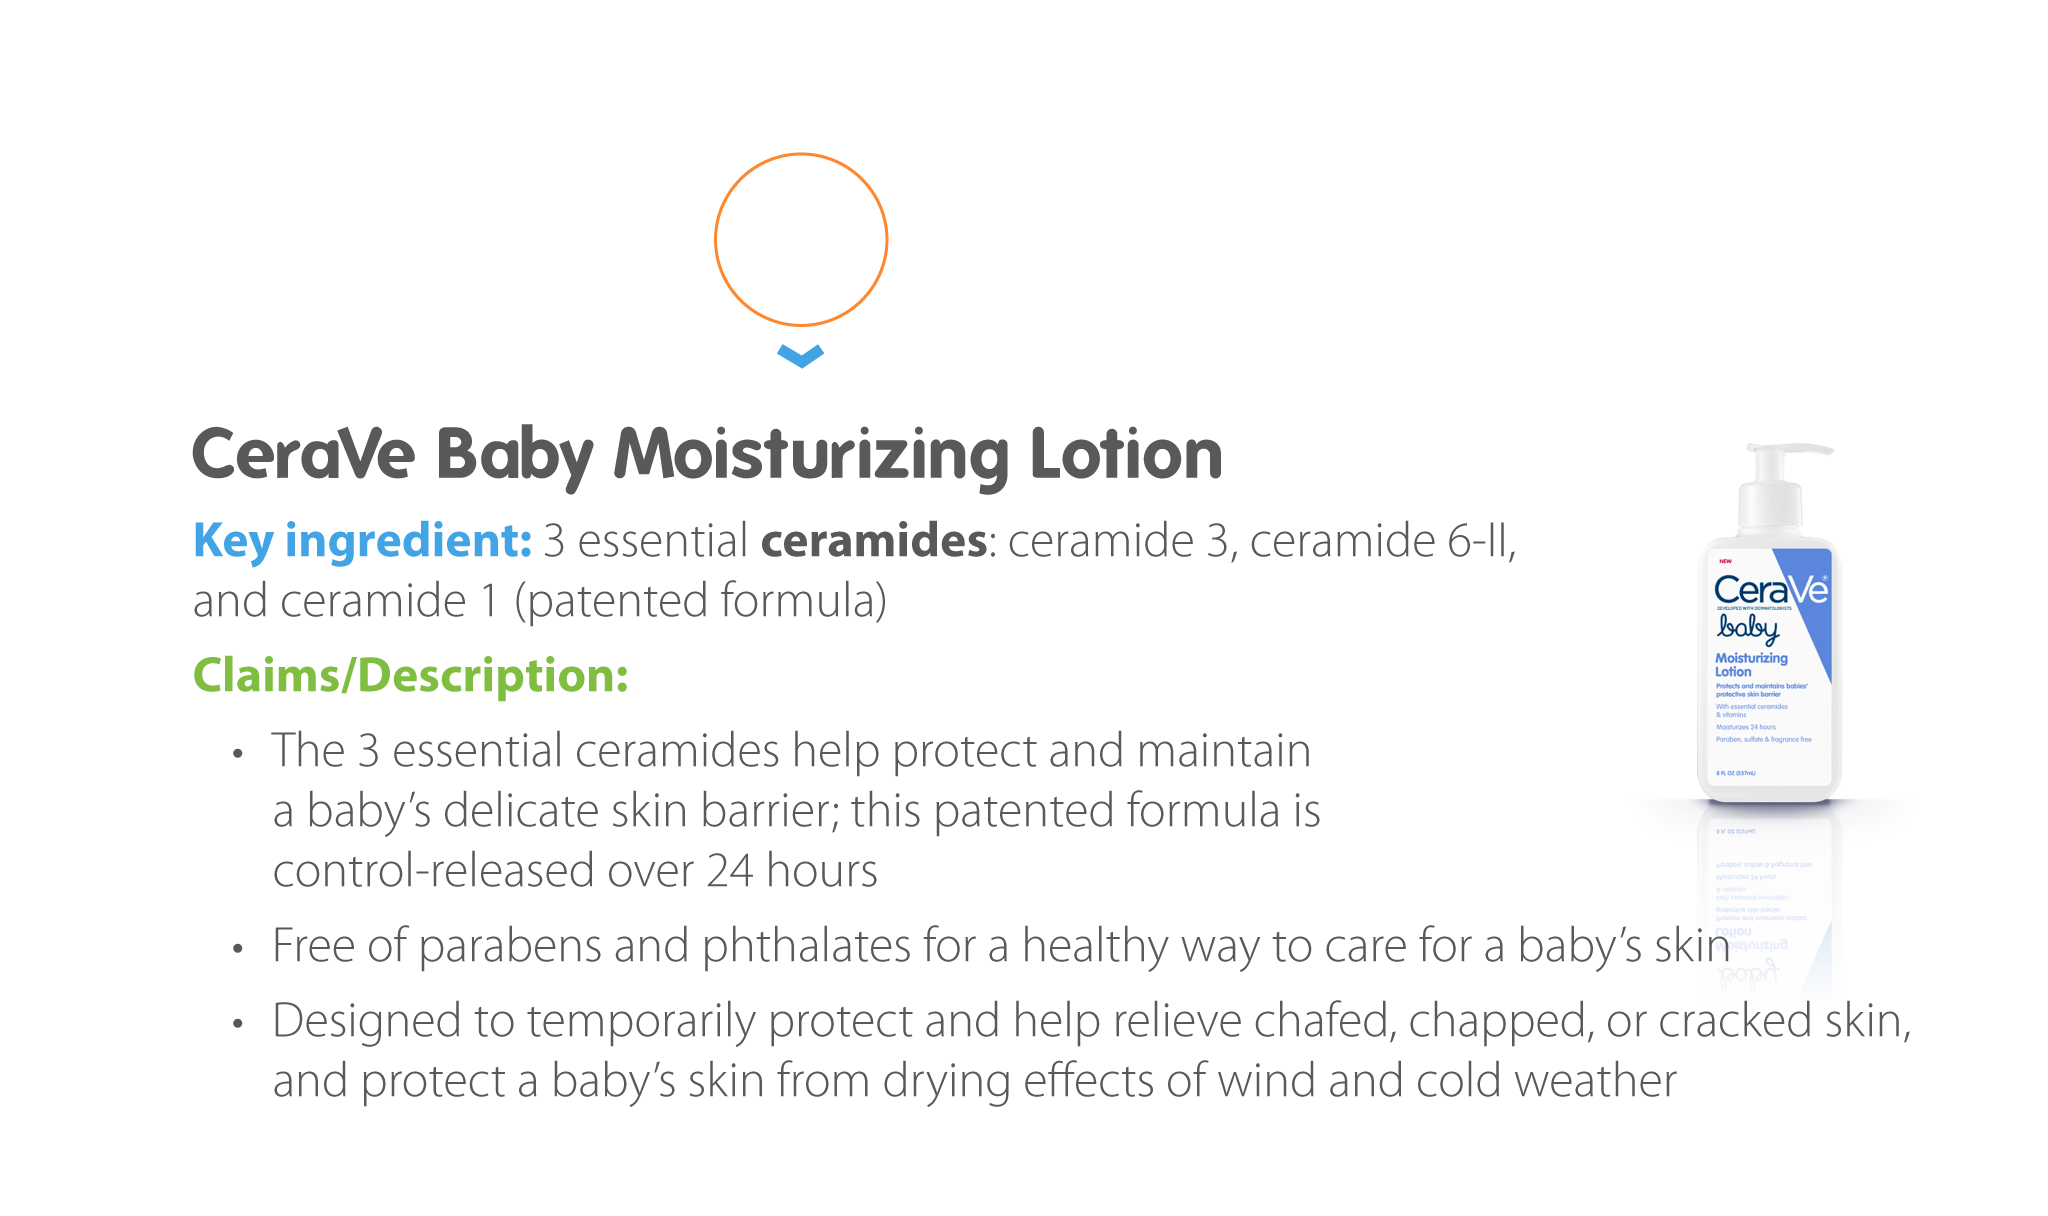 CeraVe Baby Moisturizing Lotion
Key ingredient: 3 essential ceramides: ceramide 3, ceramide 6-II,
and ceramide 1 (patented formula)
Claims/Description:
• The 3 essential ceramides help protect and maintain
a baby’s delicate skin barrier; this patented formula is
control-released over 24 hours
• Free of parabens and phthalates for a healthy way to care for a baby’s skin
• Designed to temporarily protect and help relieve chafed, chapped, or cracked skin,
and protect a baby’s skin from drying effects of wind and cold weather
NEW
CeraVe®
DEVELOPED WITH DERMATOLOGISTS
baby
Moisturizing
Lotion
Protects and maintains babies'
protective skin barrier
With essential ceramides
& vitamins
Moisturizes 24 hours
Paraben, sulfate & fragrance free
8 FL OZ (237mL)